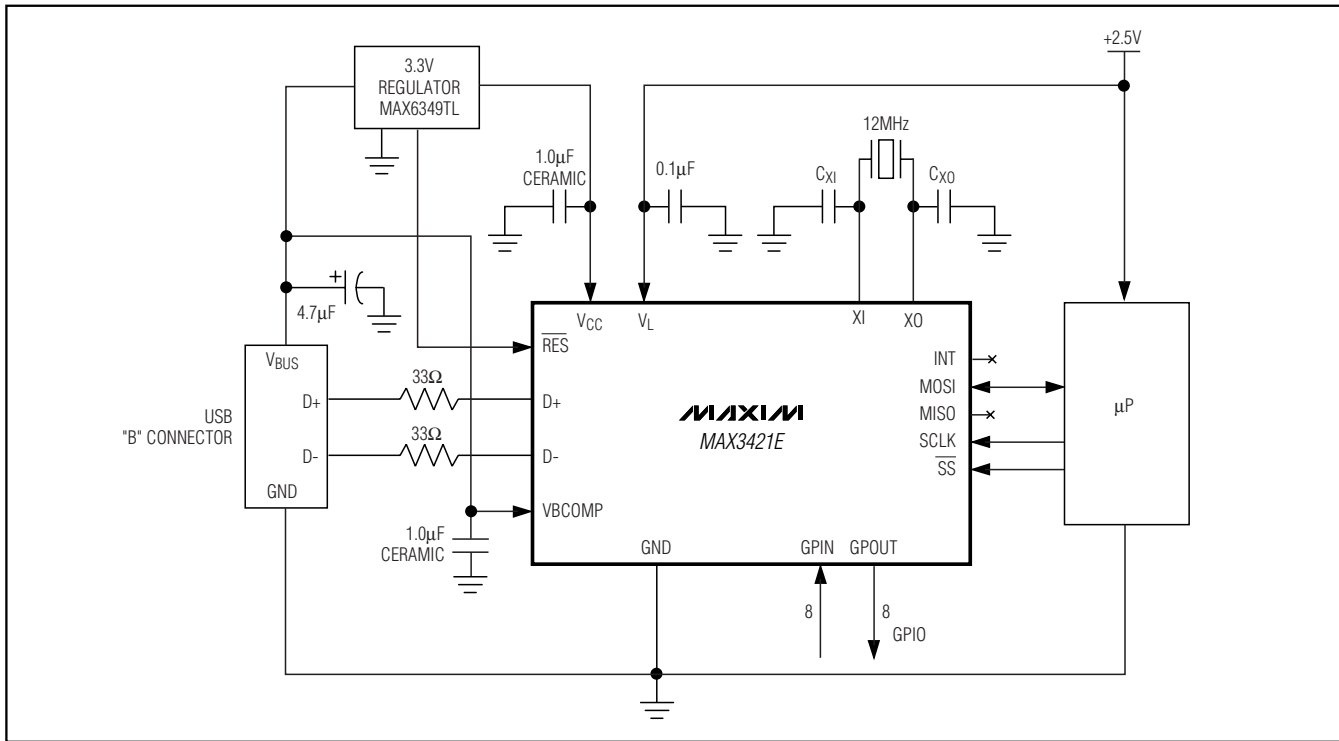 +2.5V
3.3V
REGULATOR
MAX6349TL
12MHz
1.0µF
CERAMIC
0.1µF
CXI
CXO
+
4.7µF
VCC
VL
XI
XO
RES
VBUS
D+
D-
GND
USB
"B" CONNECTOR
33Ω
33Ω
D+
D-
VBCOMP
MAXIM
MAX3421E
INT
MOSI
MISO
SCLK
SS
µP
1.0µF
CERAMIC
GND
GPIN
GPOUT
8
8
GPIO